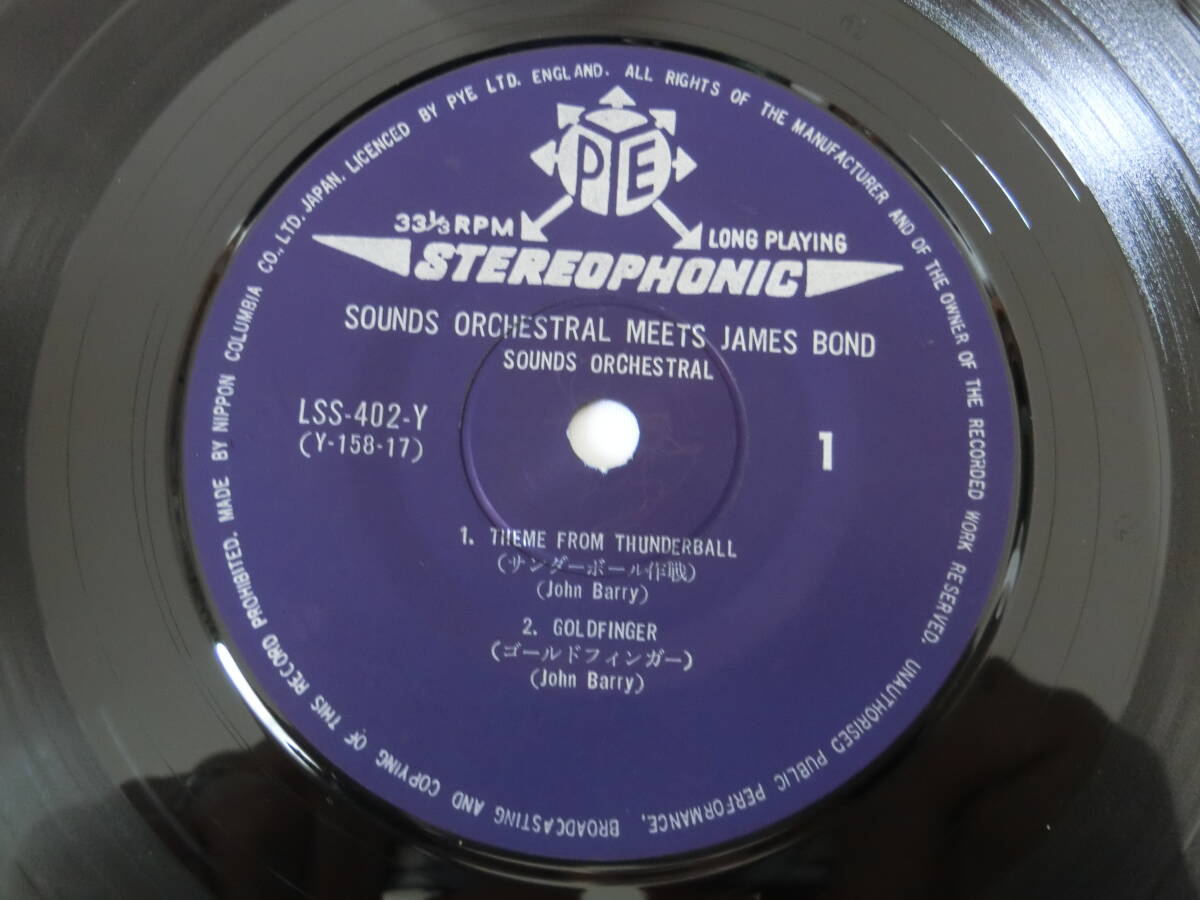 PYE
33⅓ RPM
LONG PLAYING
STEREOPHONIC
SOUNDS ORCHESTRAL MEETS JAMES BOND
SOUNDS ORCHESTRAL
LSS-402-Y
(Y-158-17)
1
1. THEME FROM THUNDERBALL
(サンダーボール作戦)
(John Barry)
2. GOLDFINGER
(ゴールドフィンガー)
(John Barry)
MADE BY NIPPON COLUMBIA CO., LTD. JAPAN. LICENCED BY PYE LTD. ENGLAND. ALL RIGHTS OF THE MANUFACTURER AND OF THE OWNER OF THE RECORDED WORK RESERVED. UNAUTHORISED PUBLIC PERFORMANCE, BROADCASTING AND COPYING OF THIS RECORD PROHIBITED.